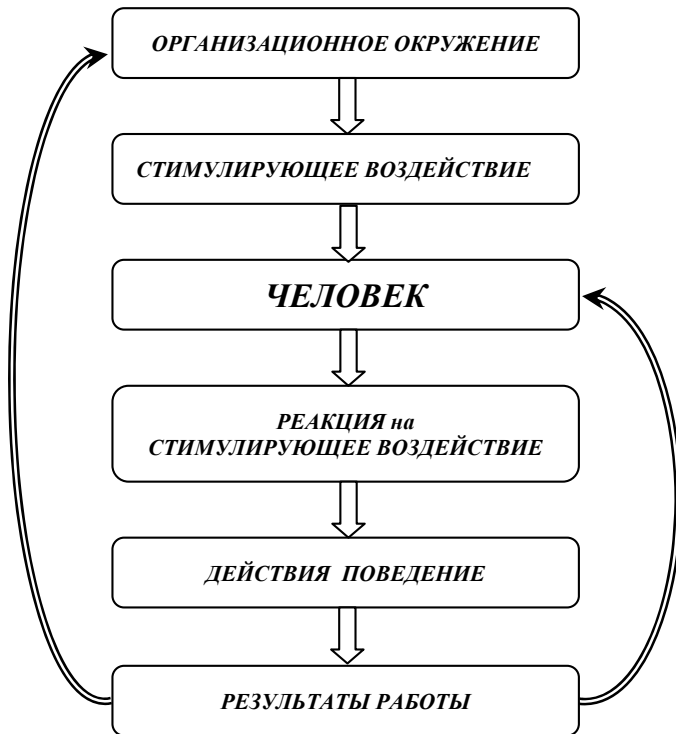 ОРГАНИЗАЦИОННОЕ ОКРУЖЕНИЕ
СТИМУЛИРУЮЩЕЕ ВОЗДЕЙСТВИЕ
ЧЕЛОВЕК
РЕАКЦИЯ на
СТИМУЛИРУЮЩЕЕ ВОЗДЕЙСТВИЕ
ДЕЙСТВИЯ ПОВЕДЕНИЕ
РЕЗУЛЬТАТЫ РАБОТЫ